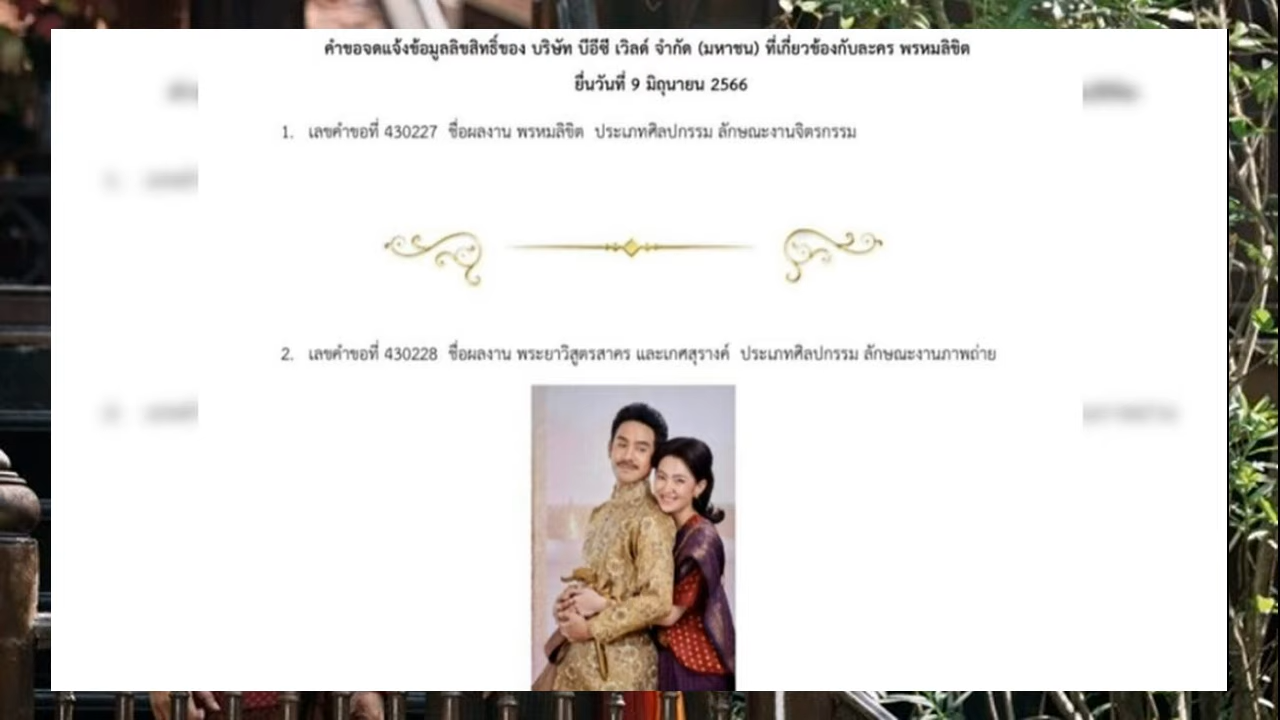 คำขอจดแจ้งข้อมูลลิขสิทธิ์ของ บริษัท บีอีซี เวิลด์ จำกัด (มหาชน) ที่เกี่ยวข้องกับละคร พรหมลิขิต
ยื่นวันที่ 9 มิถุนายน 2566
1. เลขคำขอที่ 430227 ชื่อผลงาน พรหมลิขิต ประเภทศิลปกรรม ลักษณะงานจิตรกรรม
2. เลขคำขอที่ 430228 ชื่อผลงาน พระยาวิสูตรสาคร และเกศสุรางค์ ประเภทศิลปกรรม ลักษณะงานภาพถ่าย